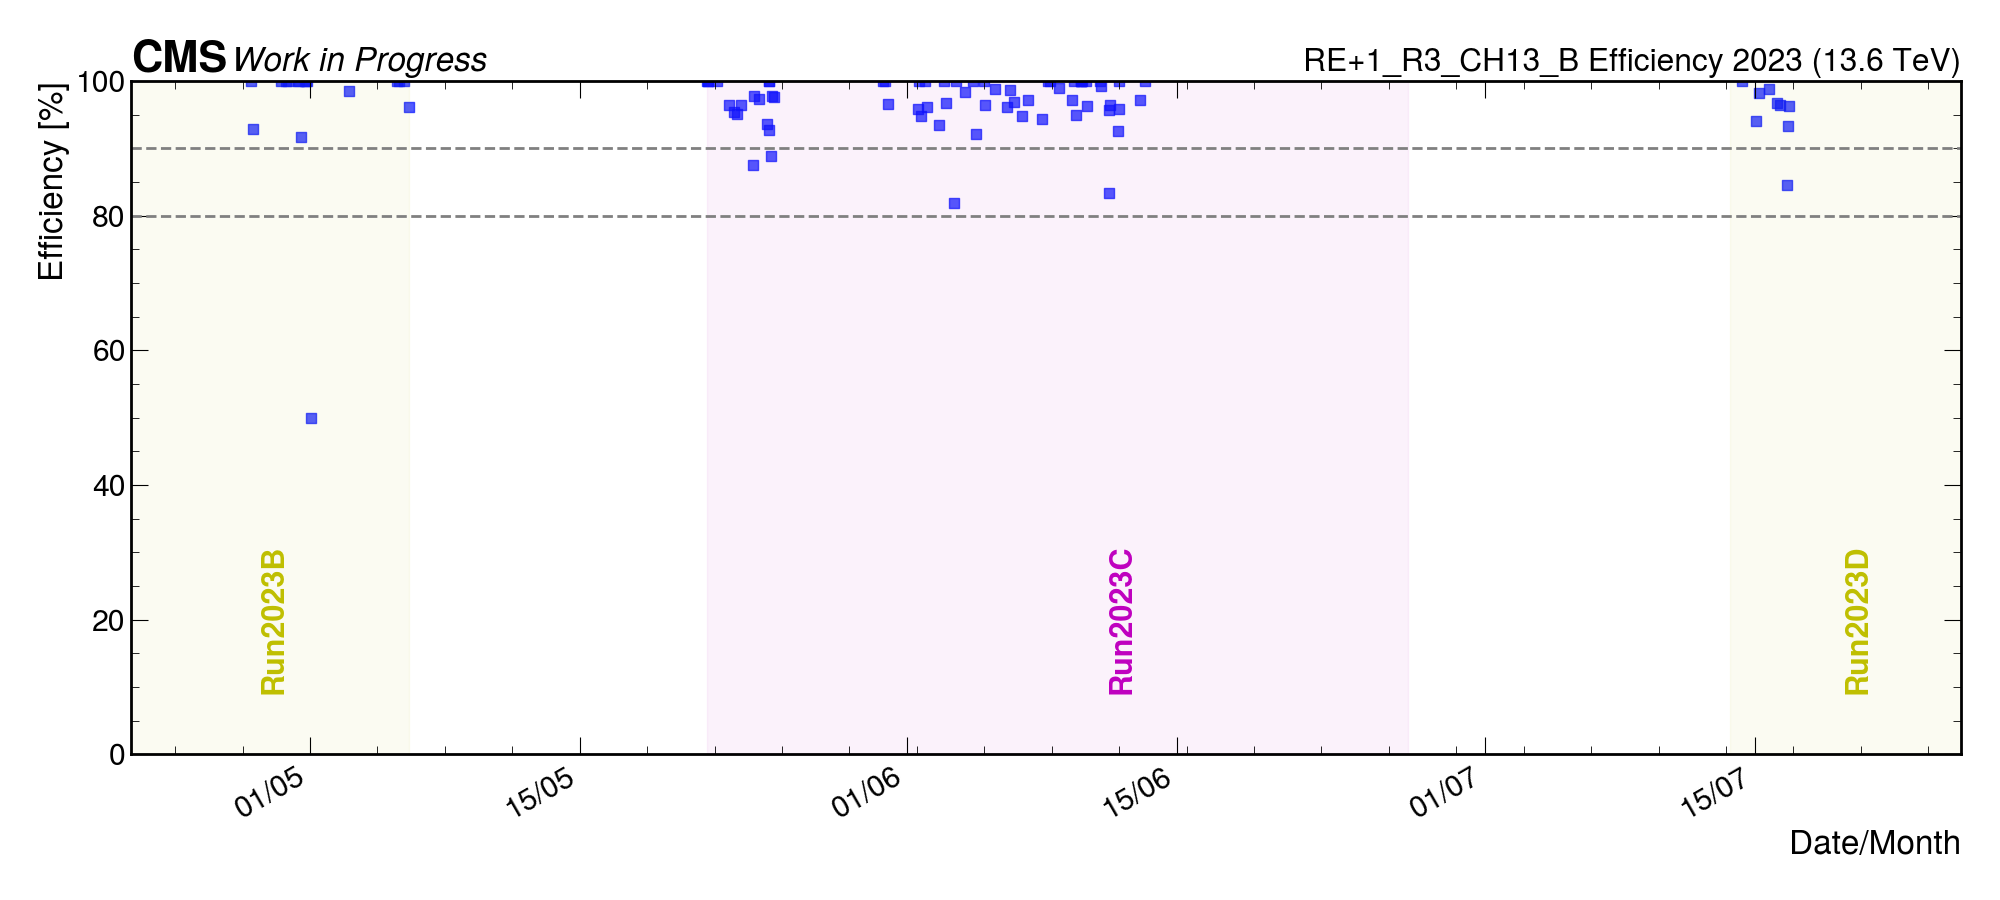 CMS Work in Progress
RE+1_R3_CH13_B Efficiency 2023 (13.6 TeV)
Efficiency [%]
100
80
60
40
20
0
Run2023B
Run2023C
Run2023D
01/05
15/05
01/06
15/06
01/07
15/07
Date/Month